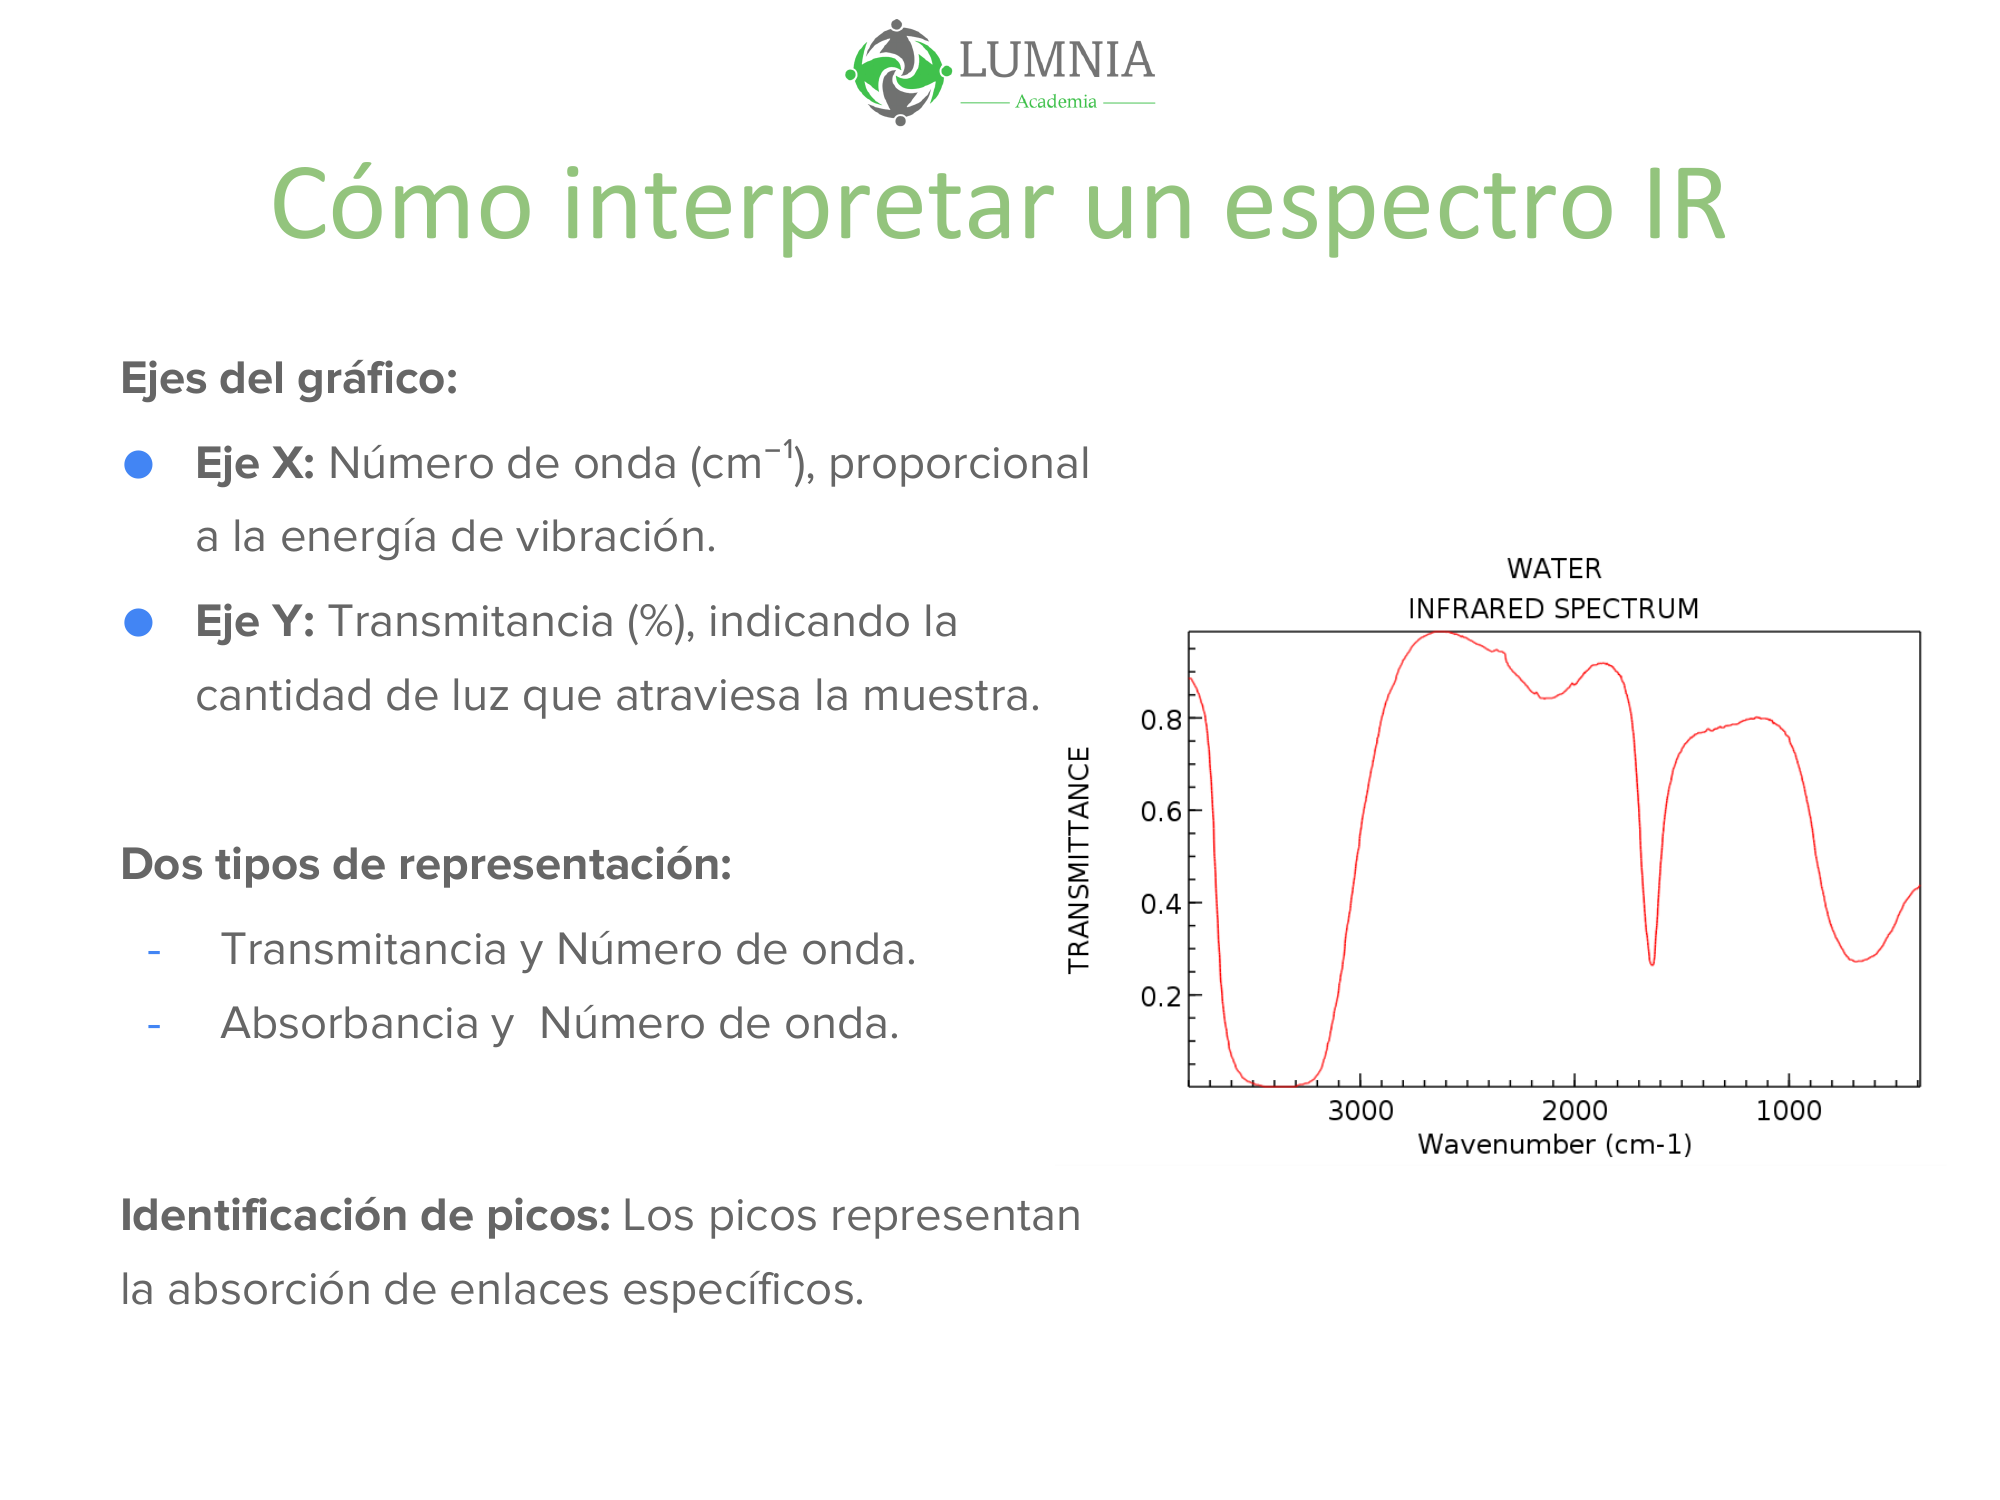 LUMNIA
Academia
Cómo interpretar un espectro IR
Ejes del gráfico:
● Eje X: Número de onda (cm⁻¹), proporcional
a la energía de vibración.
● Eje Y: Transmitancia (%), indicando la
cantidad de luz que atraviesa la muestra.
Dos tipos de representación:
- Transmitancia y Número de onda.
- Absorbancia y  Número de onda.
Identificación de picos: Los picos representan
la absorción de enlaces específicos.
WATER
INFRARED SPECTRUM
TRANSMITTANCE
0.8
0.6
0.4
0.2
3000 2000 1000
Wavenumber (cm-1)